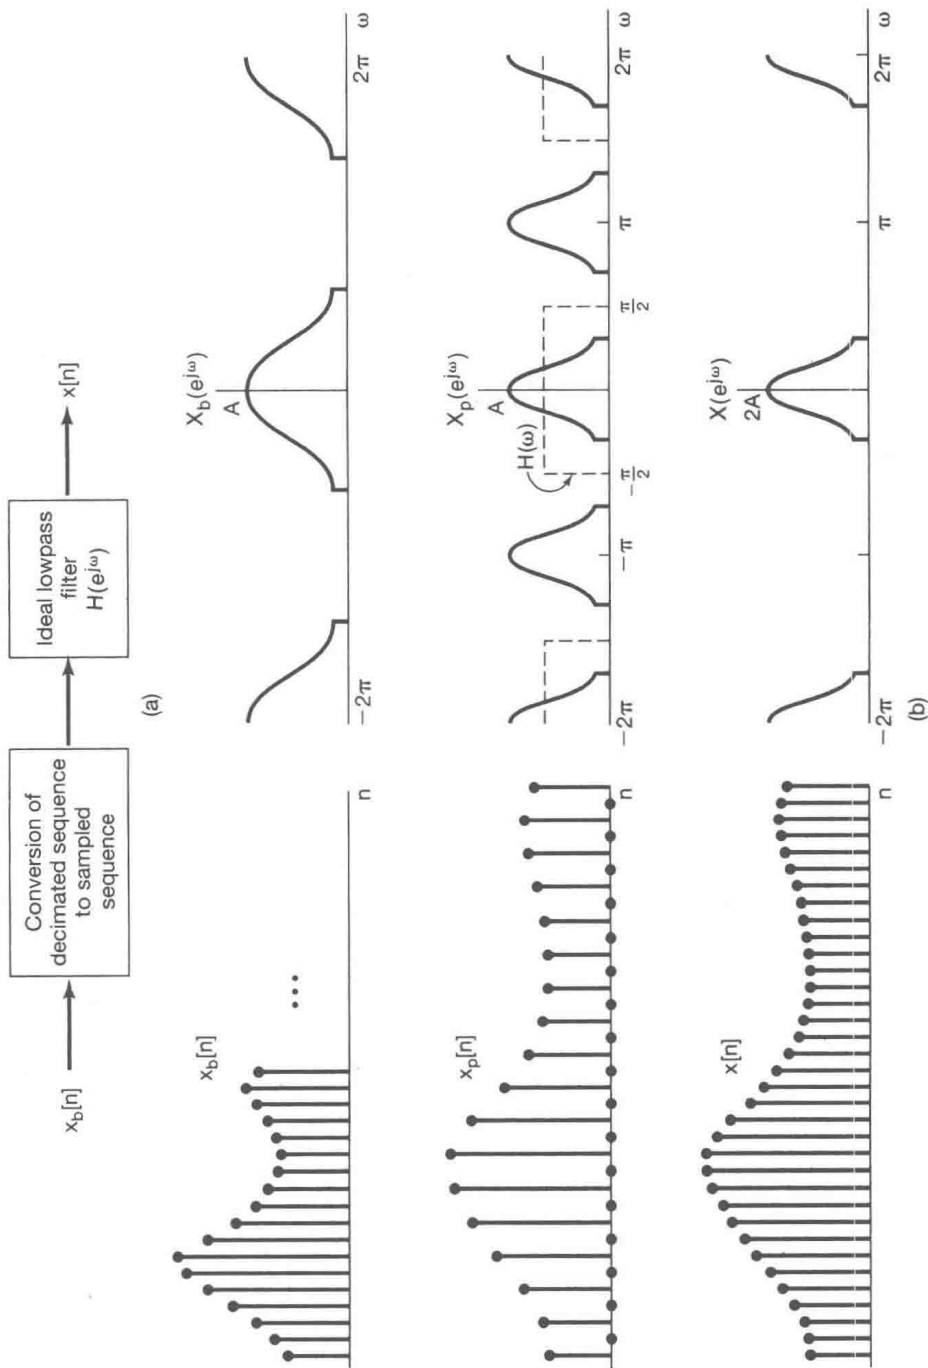 x_b[n]
Conversion of
decimated sequence
to sampled
sequence
Ideal lowpass
filter
H(e^{jω})
x[n]
(a)
x_b[n]
...
n
X_b(e^{jω})
A
−2π
2π
ω
x_p[n]
n
X_p(e^{jω})
A
H(ω)
−2π
−π
−π/2
π/2
π
2π
ω
x[n]
n
X(e^{jω})
2A
−2π
π
2π
ω
(b)